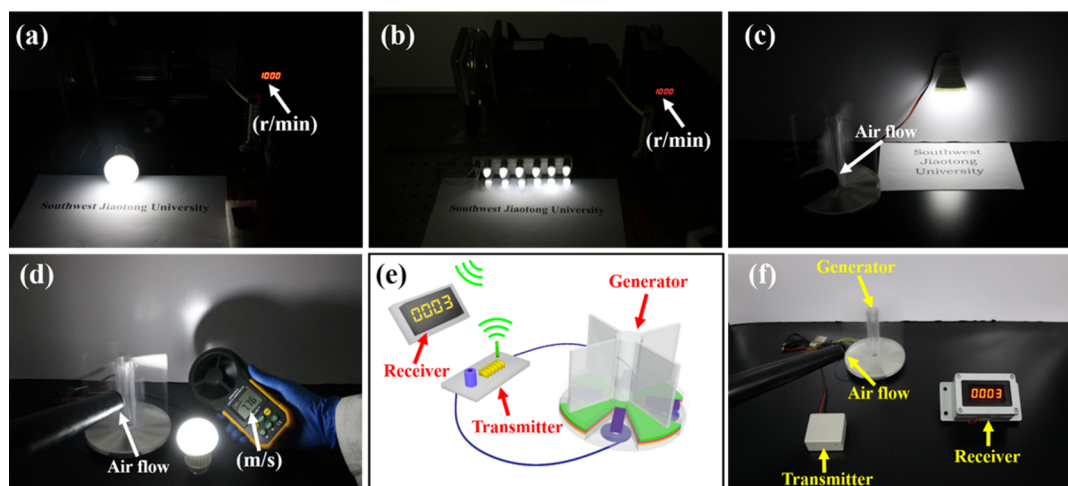 (a)
1000
(r/min)
Southwest Jiaotong University
(b)
1000
(r/min)
Southwest Jiaotong University
(c)
Air flow
Southwest
Jiaotong
University
(d)
Air flow
(m/s)
(e)
Generator
0003
Receiver
Transmitter
(f)
Generator
Air flow
0003
Receiver
Transmitter